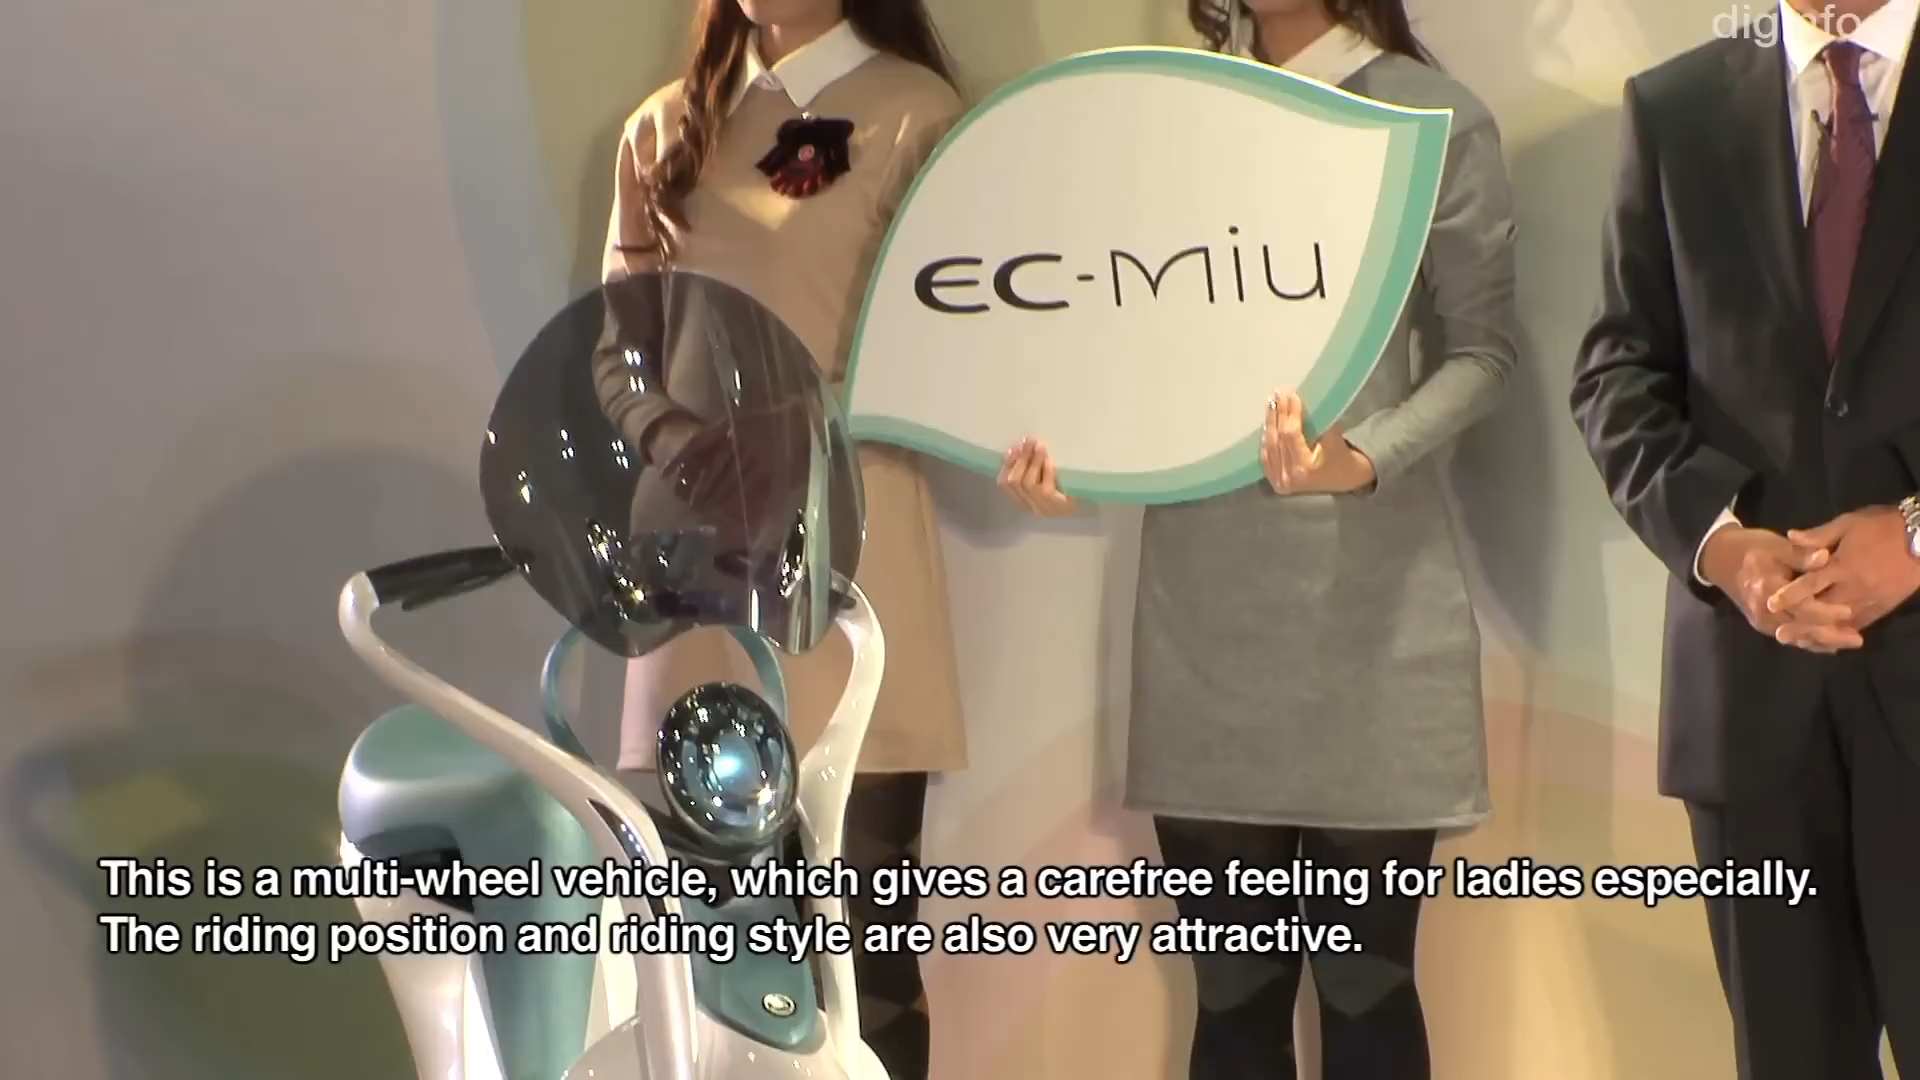 diginfo
EC-Miu
This is a multi-wheel vehicle, which gives a carefree feeling for ladies especially.
The riding position and riding style are also very attractive.